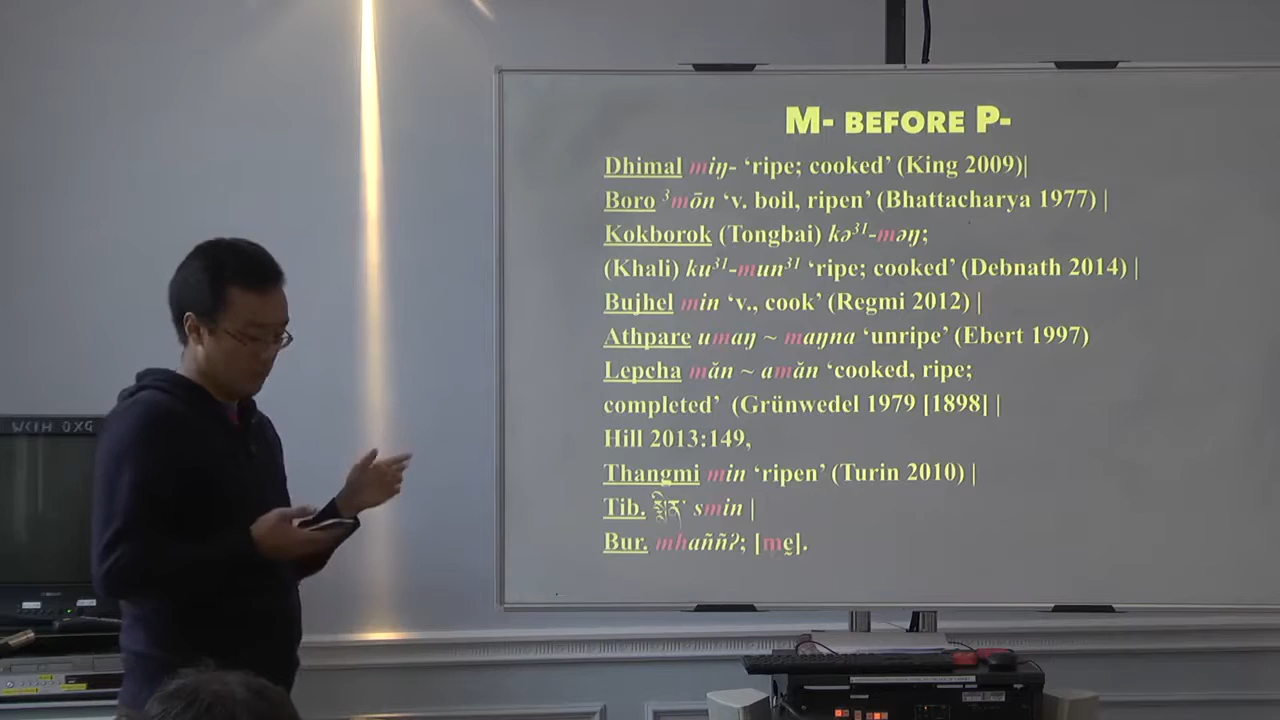 M- BEFORE P-
Dhimal miŋ- ‘ripe; cooked’ (King 2009)|
Boro ³mōn ‘v. boil, ripen’ (Bhattacharya 1977) |
Kokborok (Tongbai) kə³¹-məŋ;
(Khali) ku³¹-mun³¹ ‘ripe; cooked’ (Debnath 2014) |
Bujhel min ‘v., cook’ (Regmi 2012) |
Athpare umaŋ ~ maŋna ‘unripe’ (Ebert 1997)
Lepcha măn ~ amăn ‘cooked, ripe;
completed’ (Grünwedel 1979 [1898] |
Hill 2013:149,
Thangmi min ‘ripen’ (Turin 2010) |
Tib. སྨིན་ smin |
Bur. mhaññʔ; [mḛ].